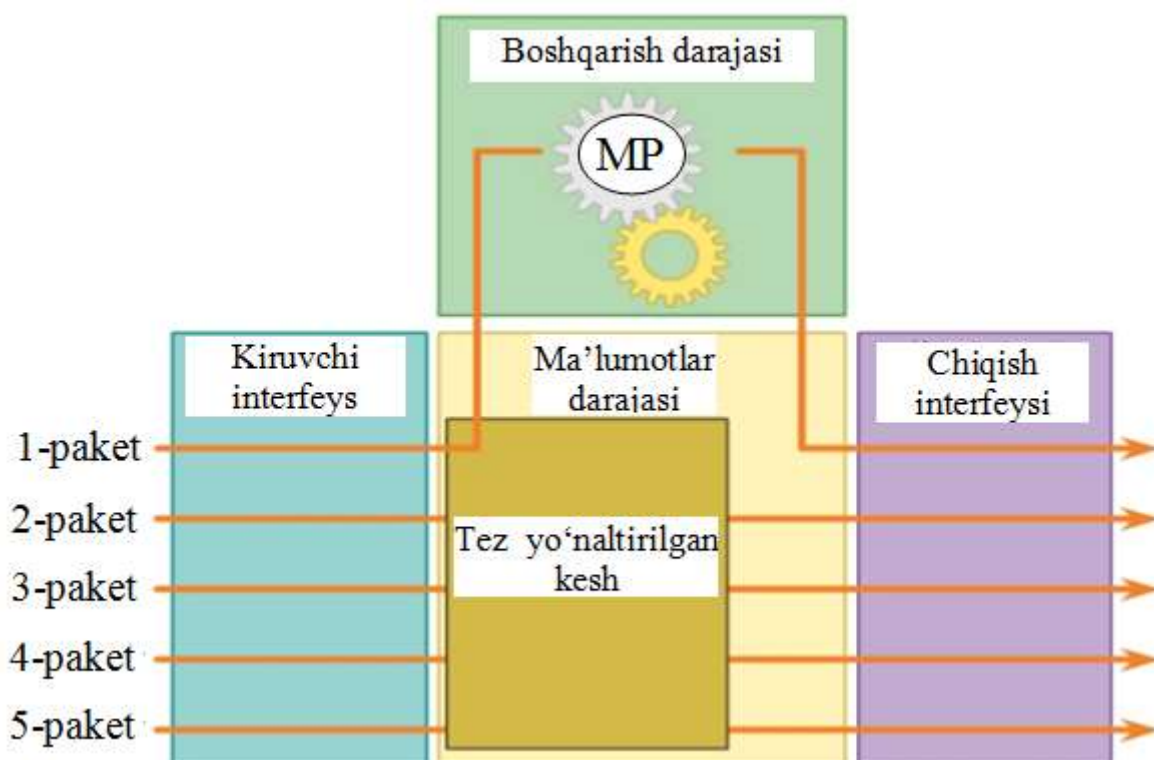 Boshqarish darajasi
MP
Kiruvchi
interfeys
Ma’lumotlar
darajasi
Chiqish
interfeysi
1-paket
2-paket
3-paket
4-paket
5-paket
Tez yo‘naltirilgan
kesh